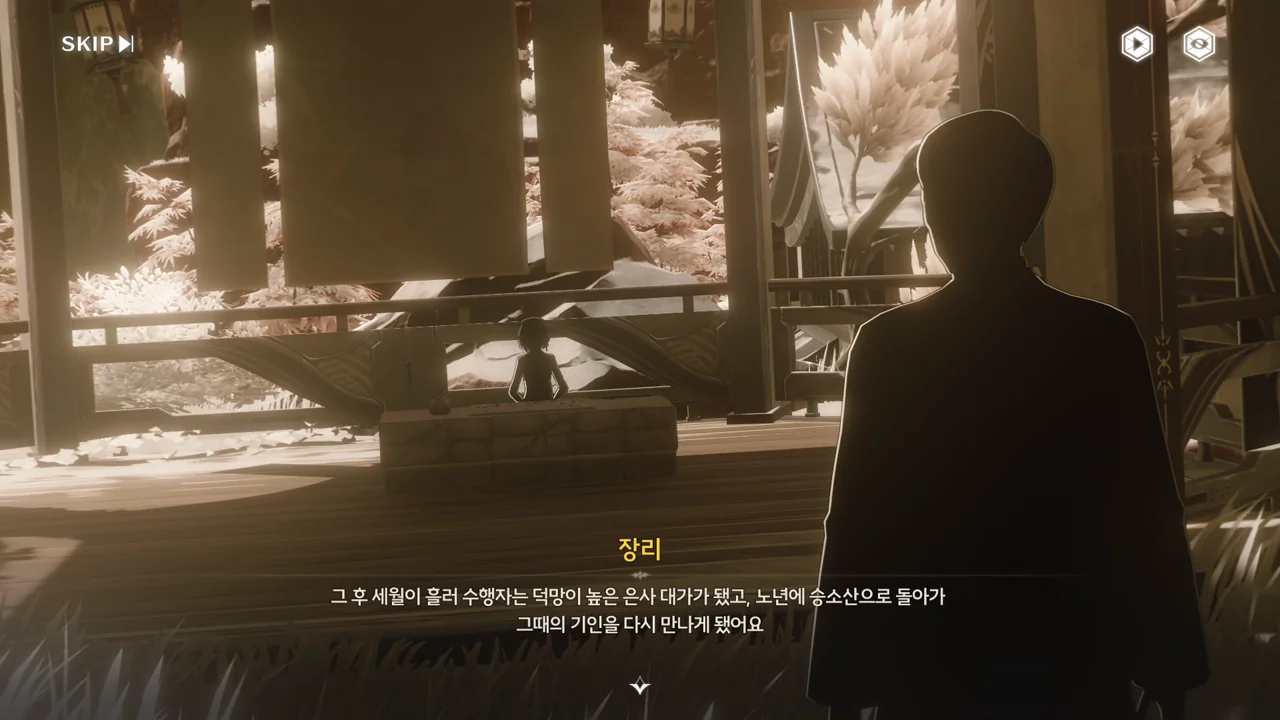 SKIP
장리
그 후 세월이 흘러 수행자는 덕망이 높은 은사 대가가 됐고, 노년에 승소산으로 돌아가
그때의 기인을 다시 만나게 됐어요